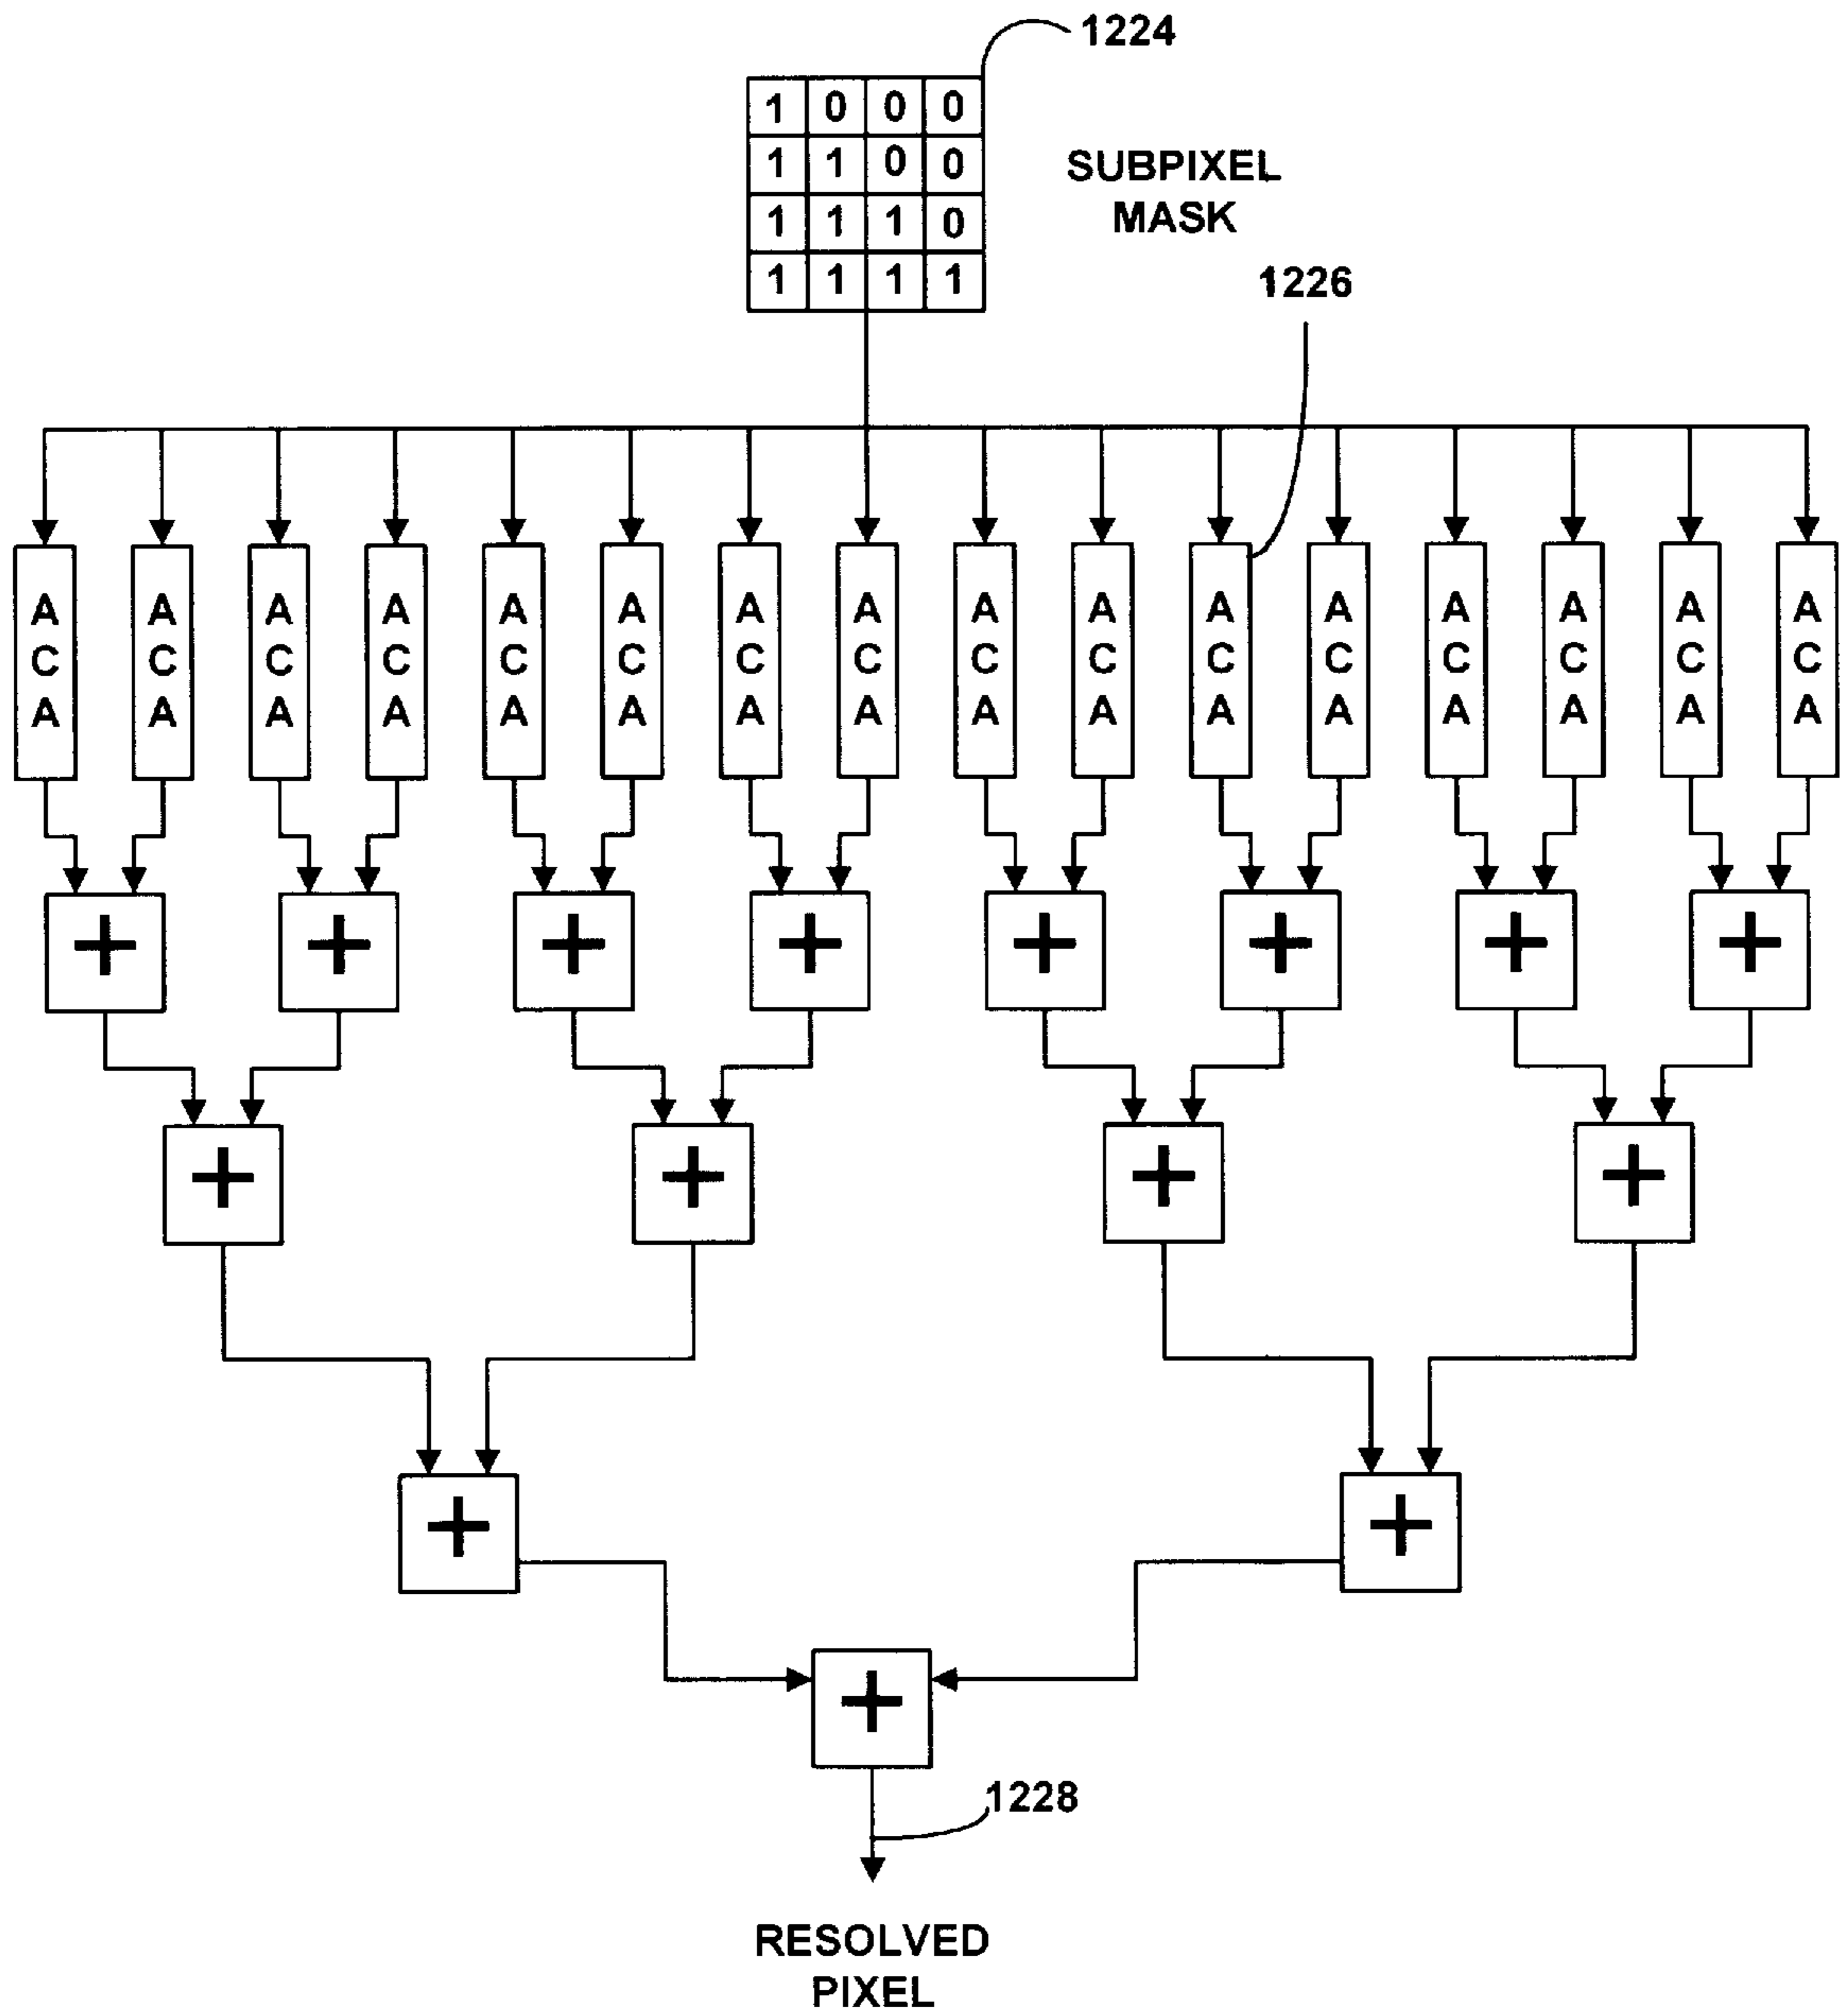 1224
1 0 0 0
1 1 0 0
1 1 1 0
1 1 1 1
SUBPIXEL
MASK
1226
A A A A A A A A A A A A A A A A
C C C C C C C C C C C C C C C C
A A A A A A A A A A A A A A A A
+ + + + + + + +
+ + + +
+ +
+
1228
RESOLVED
PIXEL